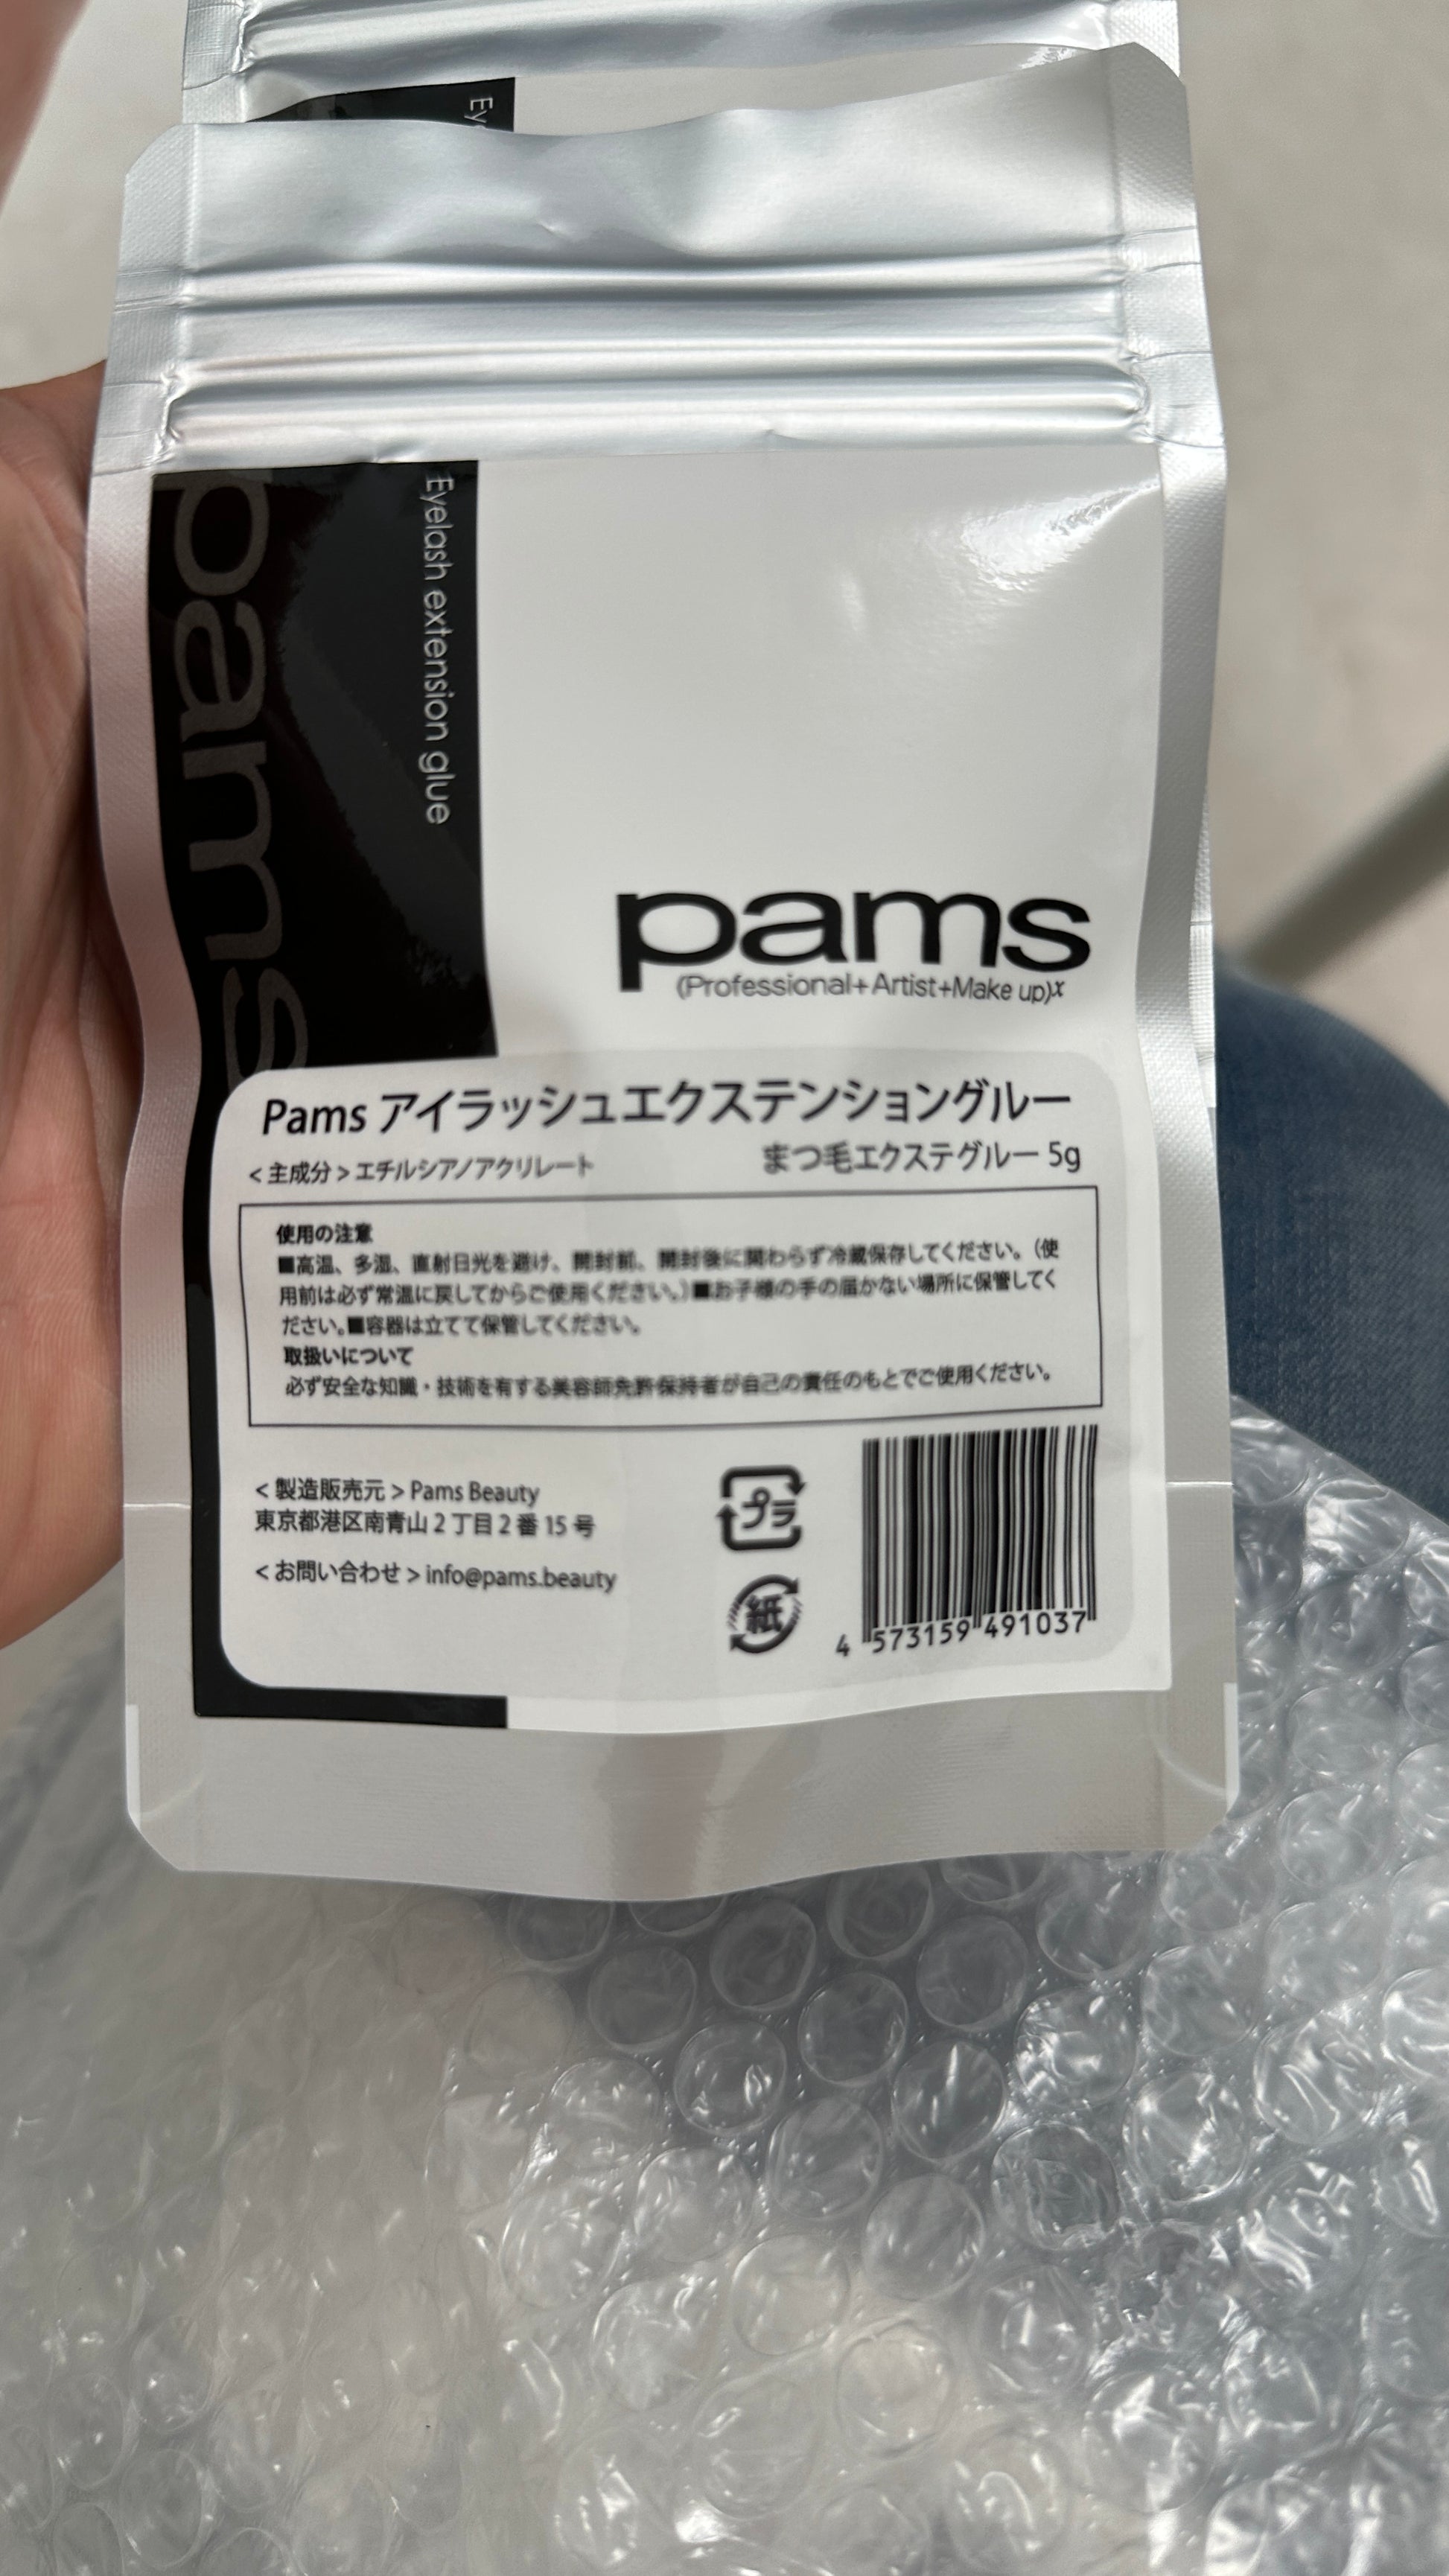 Ey
pams
Eyelash extension glue
pams
(Professional+Artist+Make up)x
Pams アイラッシュエクステンショングルー
<主成分>エチルシアノアクリレート
まつ毛エクステグルー 5g
使用の注意
■高温、多湿、直射日光を避け、開封前、開封後に関わらず冷蔵保存してください。（使
用前は必ず常温に戻してからご使用ください。）■お子様の手の届かない場所に保管してく
ださい。■容器は立てて保管してください。
取扱いについて
必ず安全な知識・技術を有する美容師免許保持者が自己の責任のもとでご使用ください。
<製造販売元> Pams Beauty
東京都港区南青山2丁目2番15号
<お問い合わせ> info@pams.beauty
プラ
紙
4 573159 491037